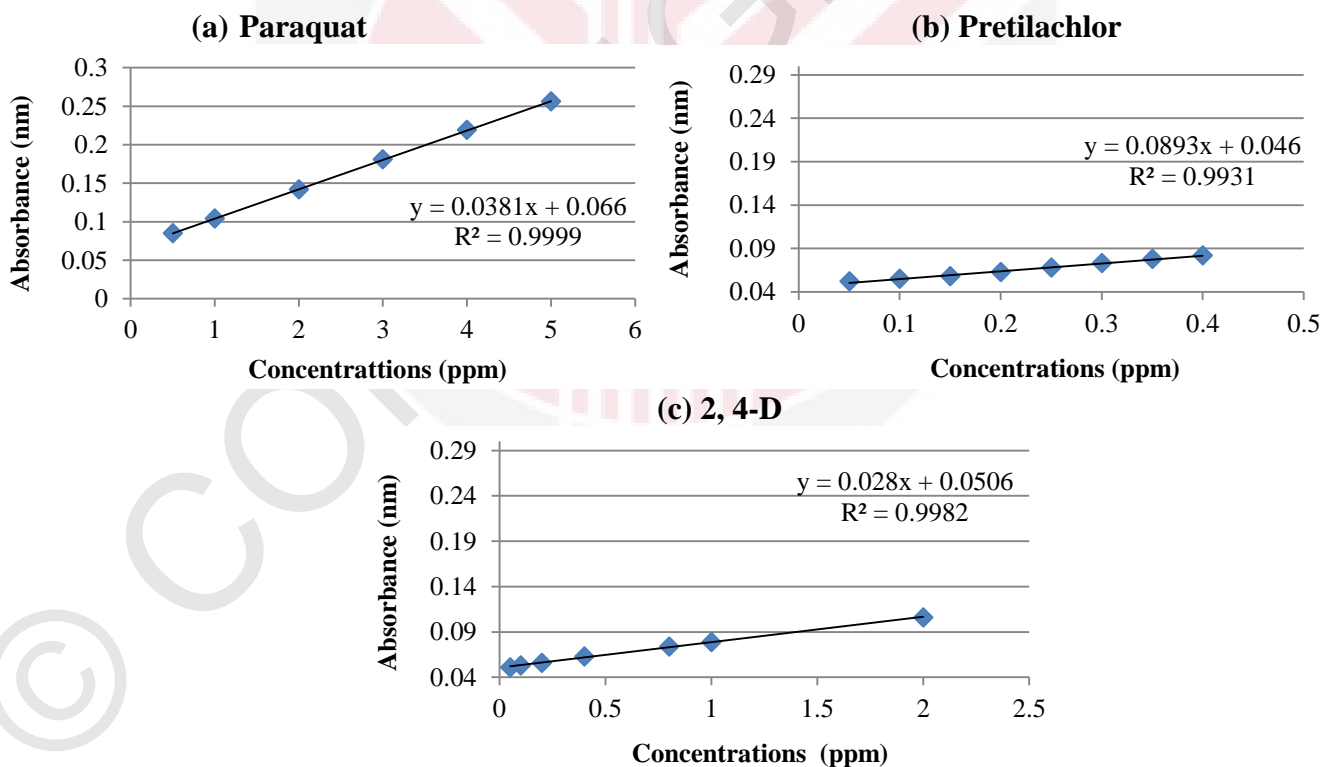 (a) Paraquat
Absorbance (nm)
0.3
0.25
0.2
0.15
0.1
0.05
0
y = 0.0381x + 0.066
R² = 0.9999
0 1 2 3 4 5 6
Concentrattions (ppm)
(b) Pretilachlor
Absorbance (nm)
0.29
0.24
0.19
0.14
0.09
0.04
y = 0.0893x + 0.046
R² = 0.9931
0 0.1 0.2 0.3 0.4 0.5
Concentrations (ppm)
(c) 2, 4-D
Absorbance (nm)
0.29
0.24
0.19
0.14
0.09
0.04
y = 0.028x + 0.0506
R² = 0.9982
0 0.5 1 1.5 2 2.5
Concentrations (ppm)